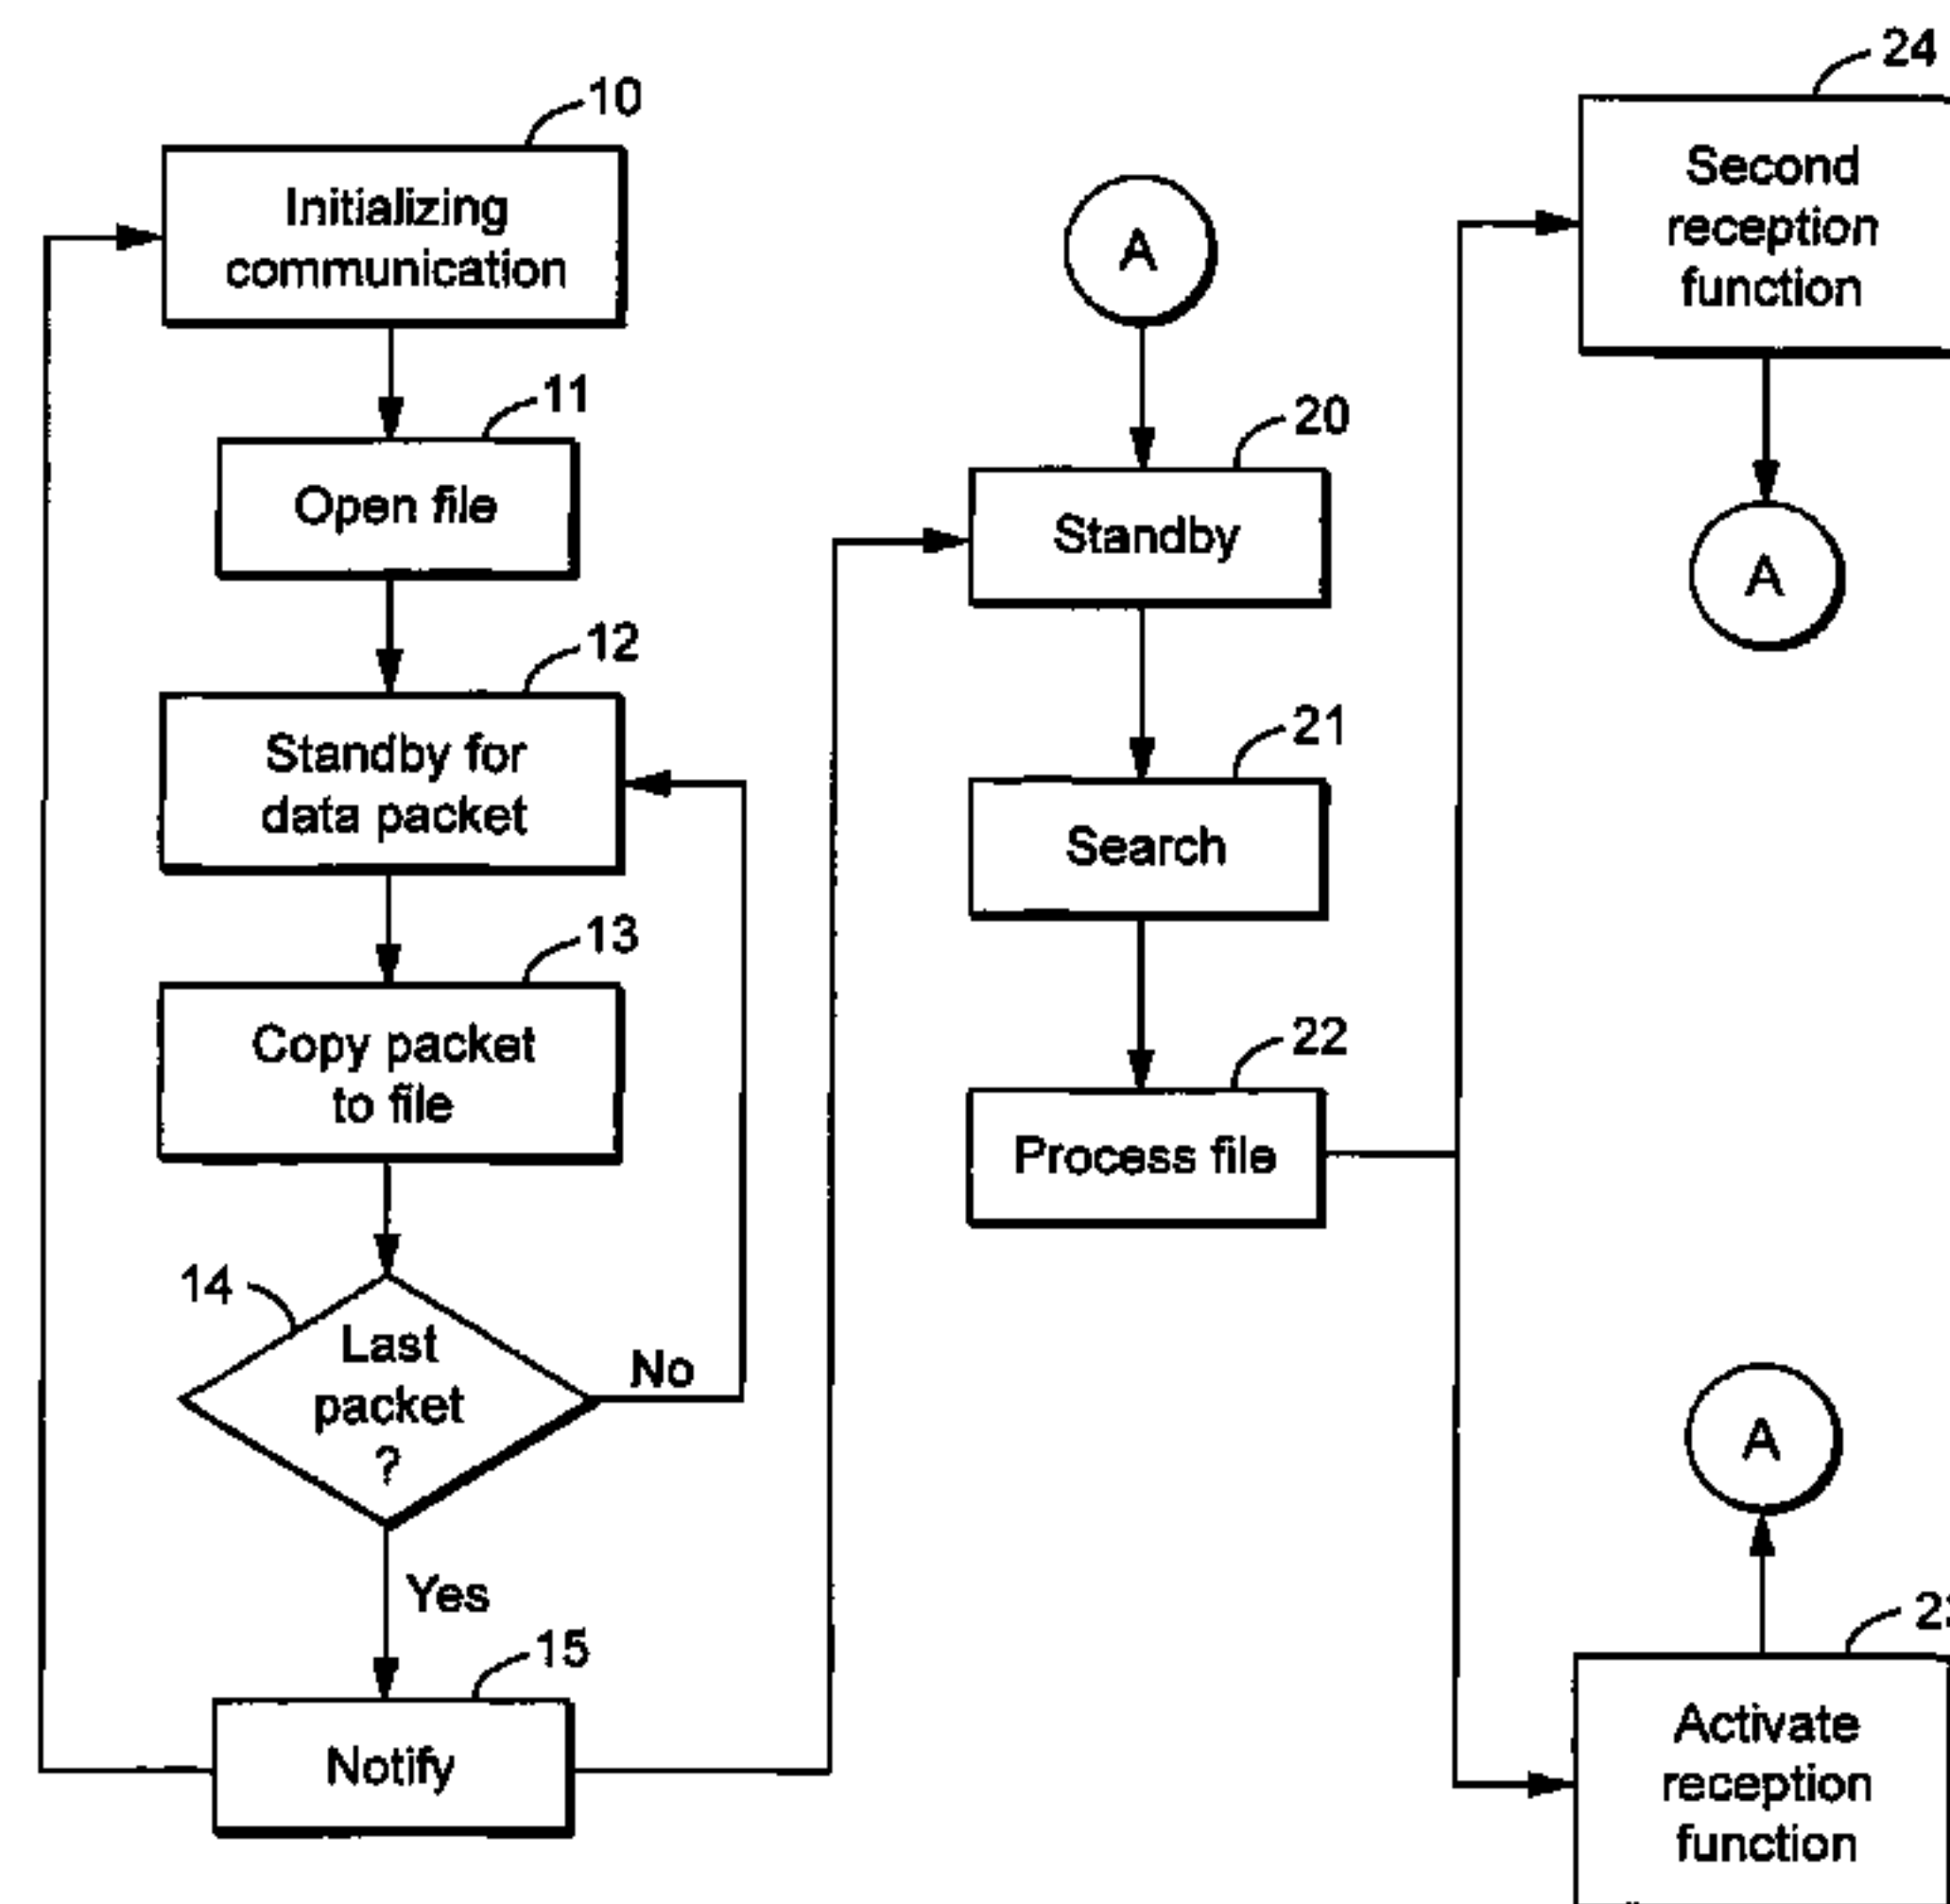 10
Initializing
communication
11
Open file
12
Standby for
data packet
13
Copy packet
to file
14
Last
packet
?
No
Yes
15
Notify
A
20
Standby
21
Search
22
Process file
24
Second
reception
function
A
A
Activate
reception
function